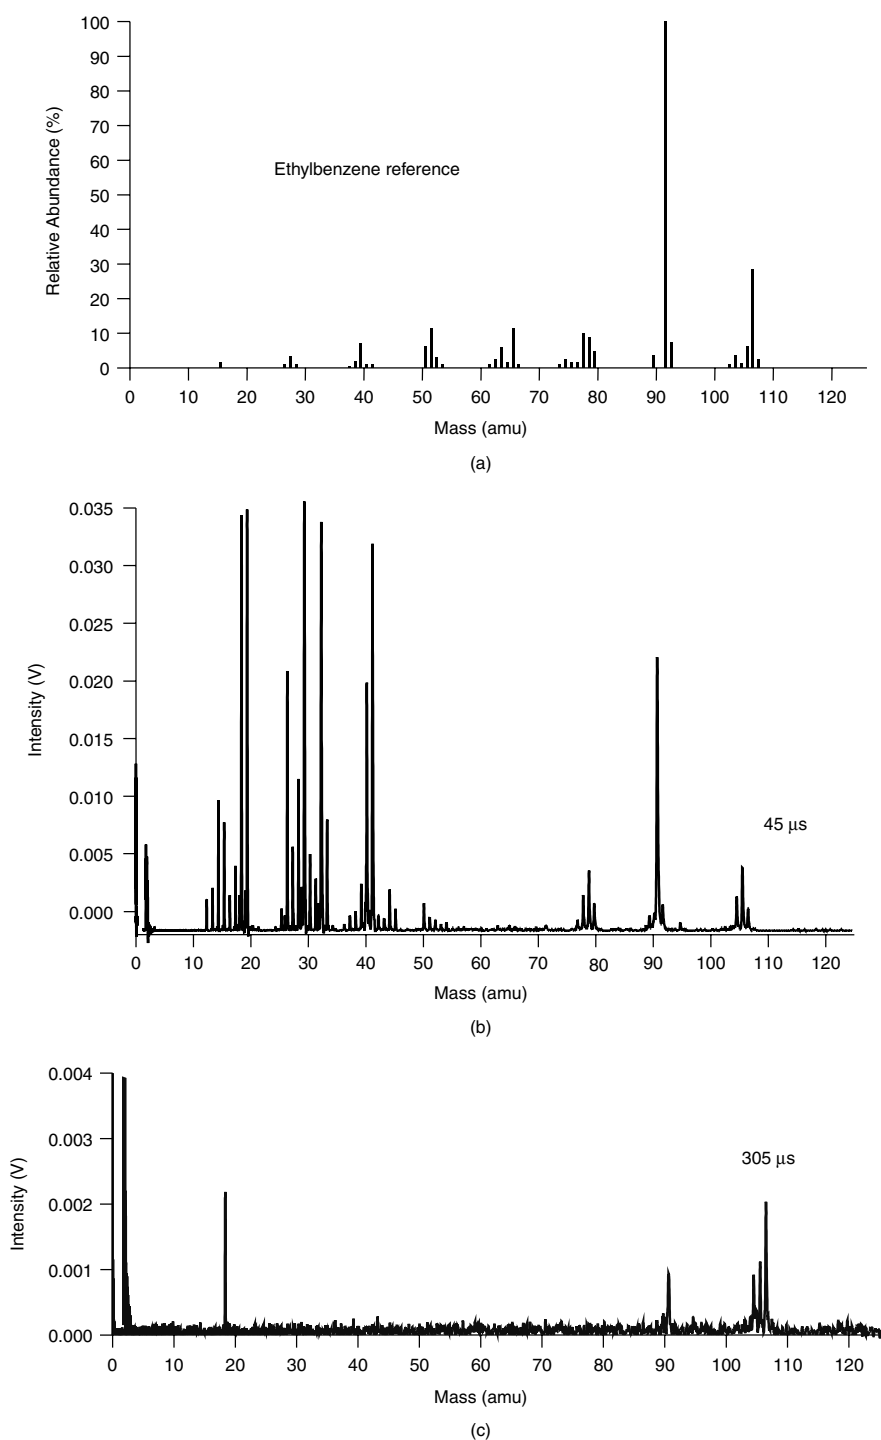 100
90
80
70
60
50
40
30
20
10
0
Relative Abundance (%)
Ethylbenzene reference
0 10 20 30 40 50 60 70 80 90 100 110 120
Mass (amu)
(a)
0.035
0.030
0.025
0.020
0.015
0.010
0.005
0.000
Intensity (V)
45 μs
0 10 20 30 40 50 60 70 80 90 100 110 120
Mass (amu)
(b)
0.004
0.003
0.002
0.001
0.000
Intensity (V)
305 μs
0 10 20 30 40 50 60 70 80 90 100 110 120
Mass (amu)
(c)